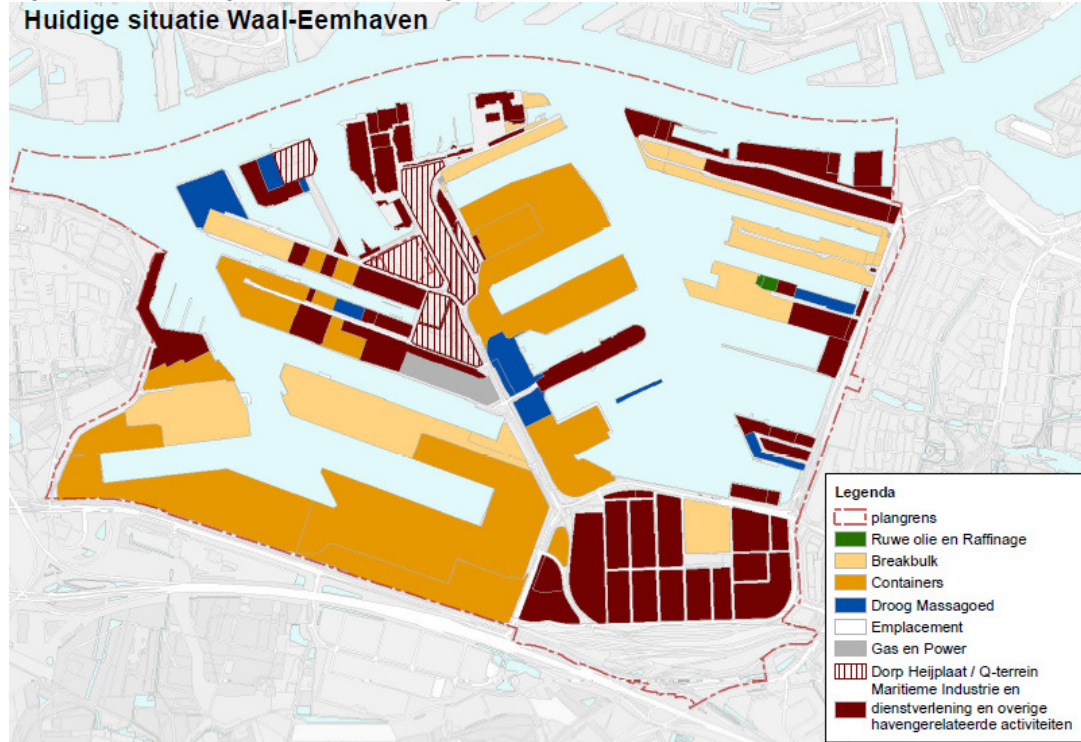 Huidige situatie Waal-Eemhaven
Legenda
plangrens
Ruwe olie en Raffinage
Breakbulk
Containers
Droog Massagoed
Emplacement
Gas en Power
Dorp Heijplaat / Q-terrein
Maritieme Industrie en
dienstverlening en overige
havengerelateerde activiteiten